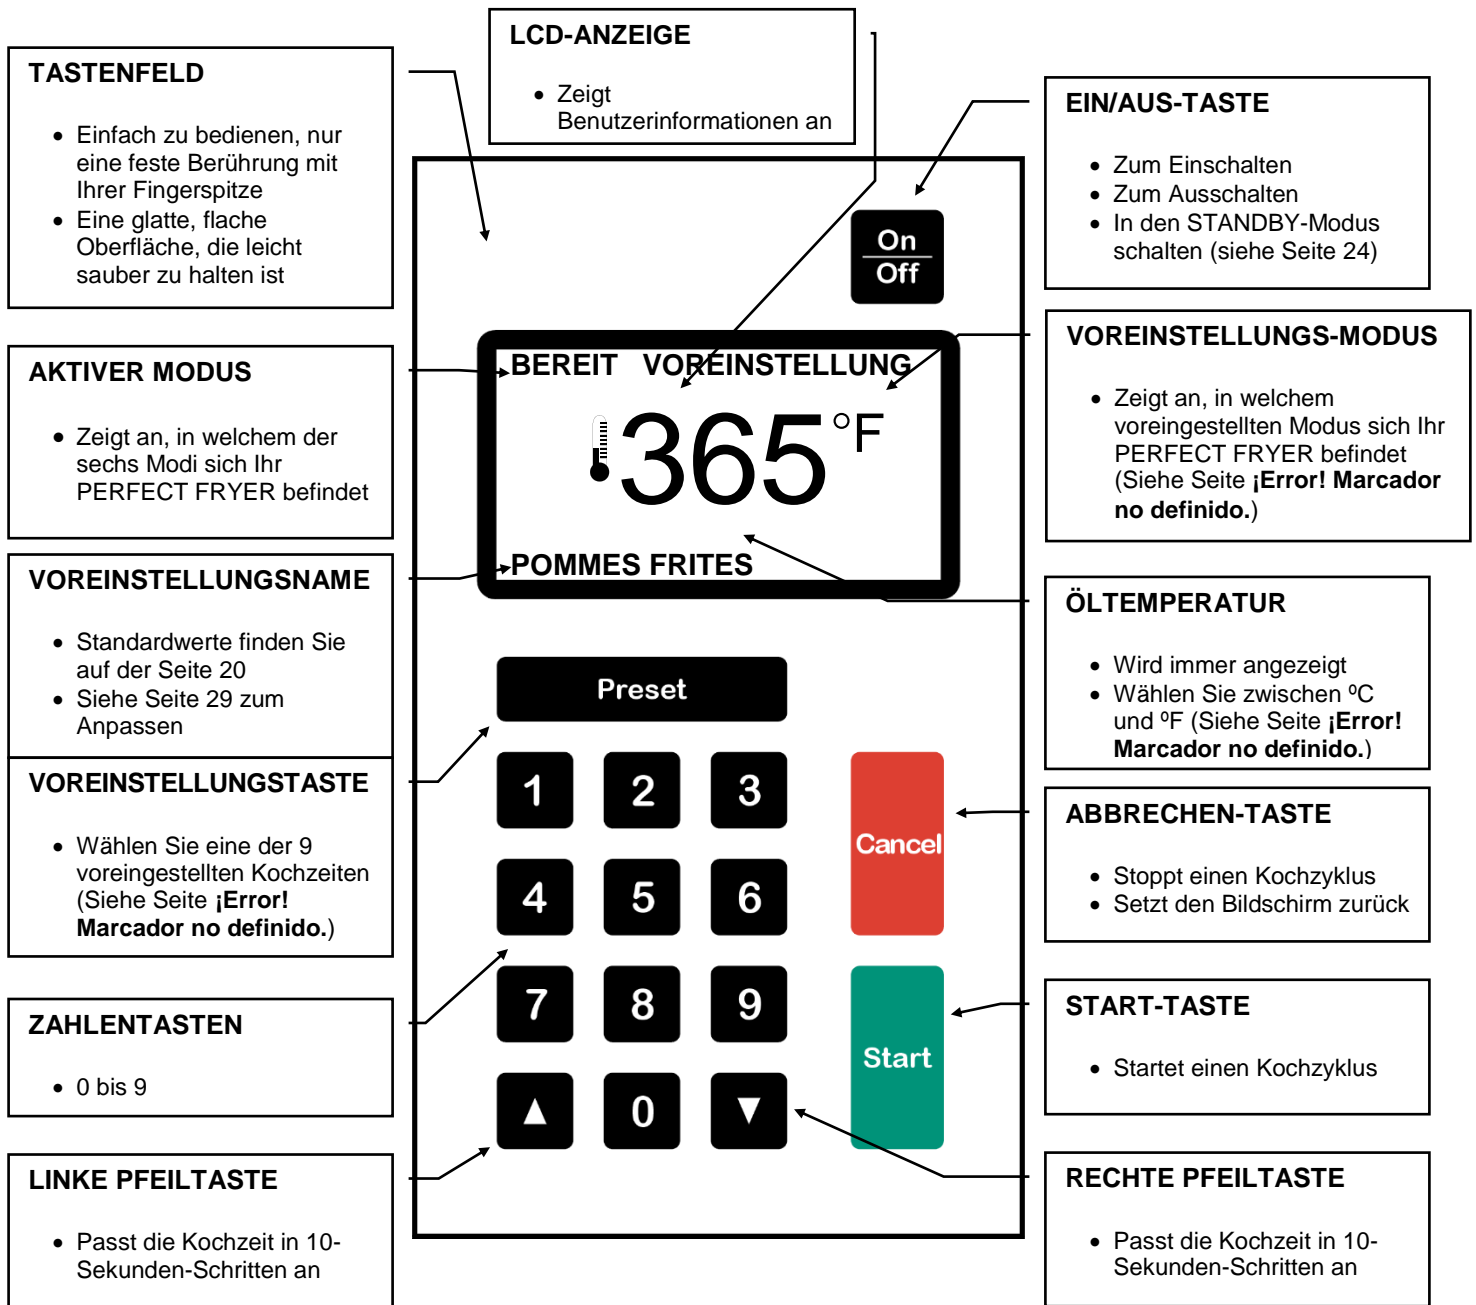 LCD-ANZEIGE
• Zeigt
Benutzerinformationen an
TASTENFELD
• Einfach zu bedienen, nur
eine feste Berührung mit
Ihrer Fingerspitze
• Eine glatte, flache
Oberfläche, die leicht
sauber zu halten ist
EIN/AUS-TASTE
• Zum Einschalten
• Zum Ausschalten
• In den STANDBY-Modus
schalten (siehe Seite 24)
On
Off
AKTIVER MODUS
• Zeigt an, in welchem der
sechs Modi sich Ihr
PERFECT FRYER befindet
BEREIT VOREINSTELLUNG
365°F
POMMES FRITES
VOREINSTELLUNGS-MODUS
• Zeigt an, in welchem
voreingestellten Modus sich Ihr
PERFECT FRYER befindet
(Siehe Seite ¡Error! Marcador
no definido.)
VOREINSTELLUNGSNAME
• Standardwerte finden Sie
auf der Seite 20
• Siehe Seite 29 zum
Anpassen
ÖLTEMPERATUR
• Wird immer angezeigt
• Wählen Sie zwischen ºC
und ºF (Siehe Seite ¡Error!
Marcador no definido.)
Preset
VOREINSTELLUNGSTASTE
• Wählen Sie eine der 9
voreingestellten Kochzeiten
(Siehe Seite ¡Error!
Marcador no definido.)
1 2 3
Cancel
4 5 6
ABBRECHEN-TASTE
• Stoppt einen Kochzyklus
• Setzt den Bildschirm zurück
ZAHLENTASTEN
• 0 bis 9
7 8 9
Start
▲ 0 ▼
START-TASTE
• Startet einen Kochzyklus
LINKE PFEILTASTE
• Passt die Kochzeit in 10-
Sekunden-Schritten an
RECHTE PFEILTASTE
• Passt die Kochzeit in 10-
Sekunden-Schritten an